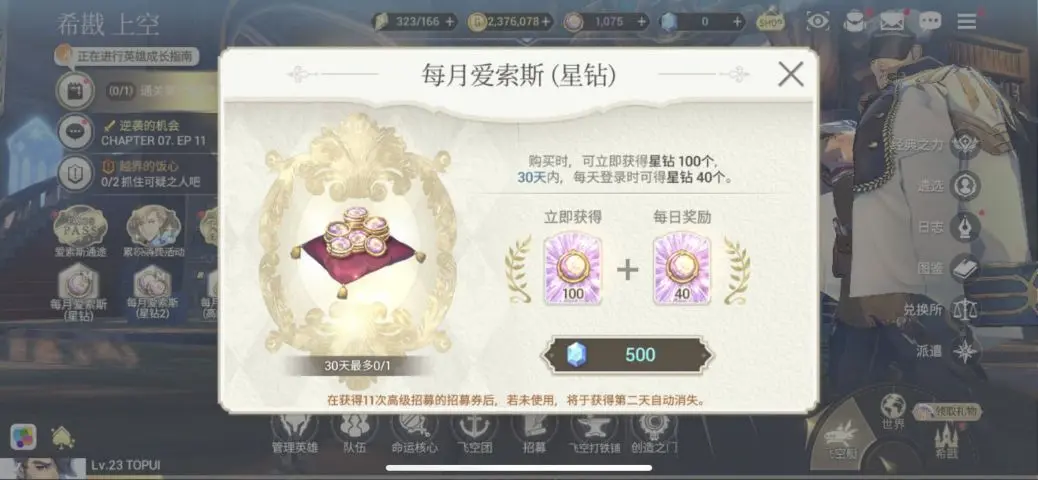 希戡 上空
323/166
2,376,078
1,075
0
SHOP
正在进行英雄成长指南
(0/1)
逆袭的机会
CHAPTER 07. EP 11
越界的饭心
0/2 抓住可疑之人吧
PASS
爱索斯通途
累积消费活动
每月爱索斯
(星钻)
每月爱索斯
(星钻2)
每月爱索斯 (星钻)
购买时，可立即获得星钻 100个，
30天内，每天登录时可得星钻 40个。
立即获得
每日奖励
100
+
40
30天最多0/1
500
在获得11次高级招募的招募券后，若未使用，将于获得第二天自动消失。
经典之力
遴选
日志
图鉴
兑换所
派遣
管理英雄
队伍
命运核心
飞空团
招募
飞空打铁铺
创造之门
飞空艇
世界
领取礼物
希戡
Lv.23 TOPUI